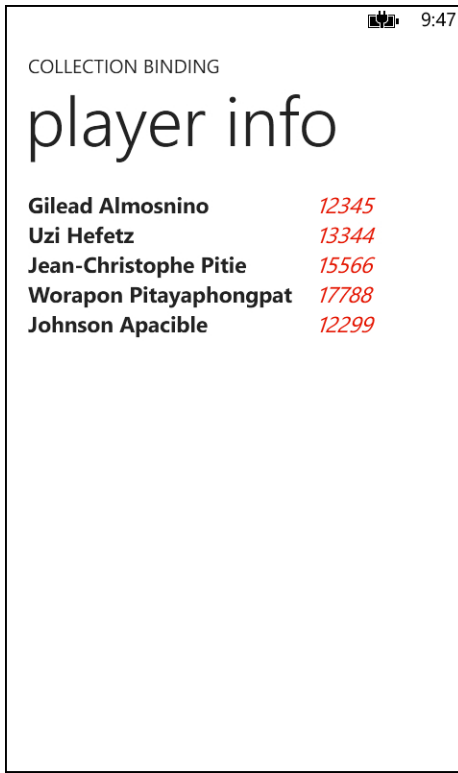 9:47
COLLECTION BINDING
player info
Gilead Almosnino 12345
Uzi Hefetz 13344
Jean-Christophe Pitie 15566
Worapon Pitayaphongpat 17788
Johnson Apacible 12299